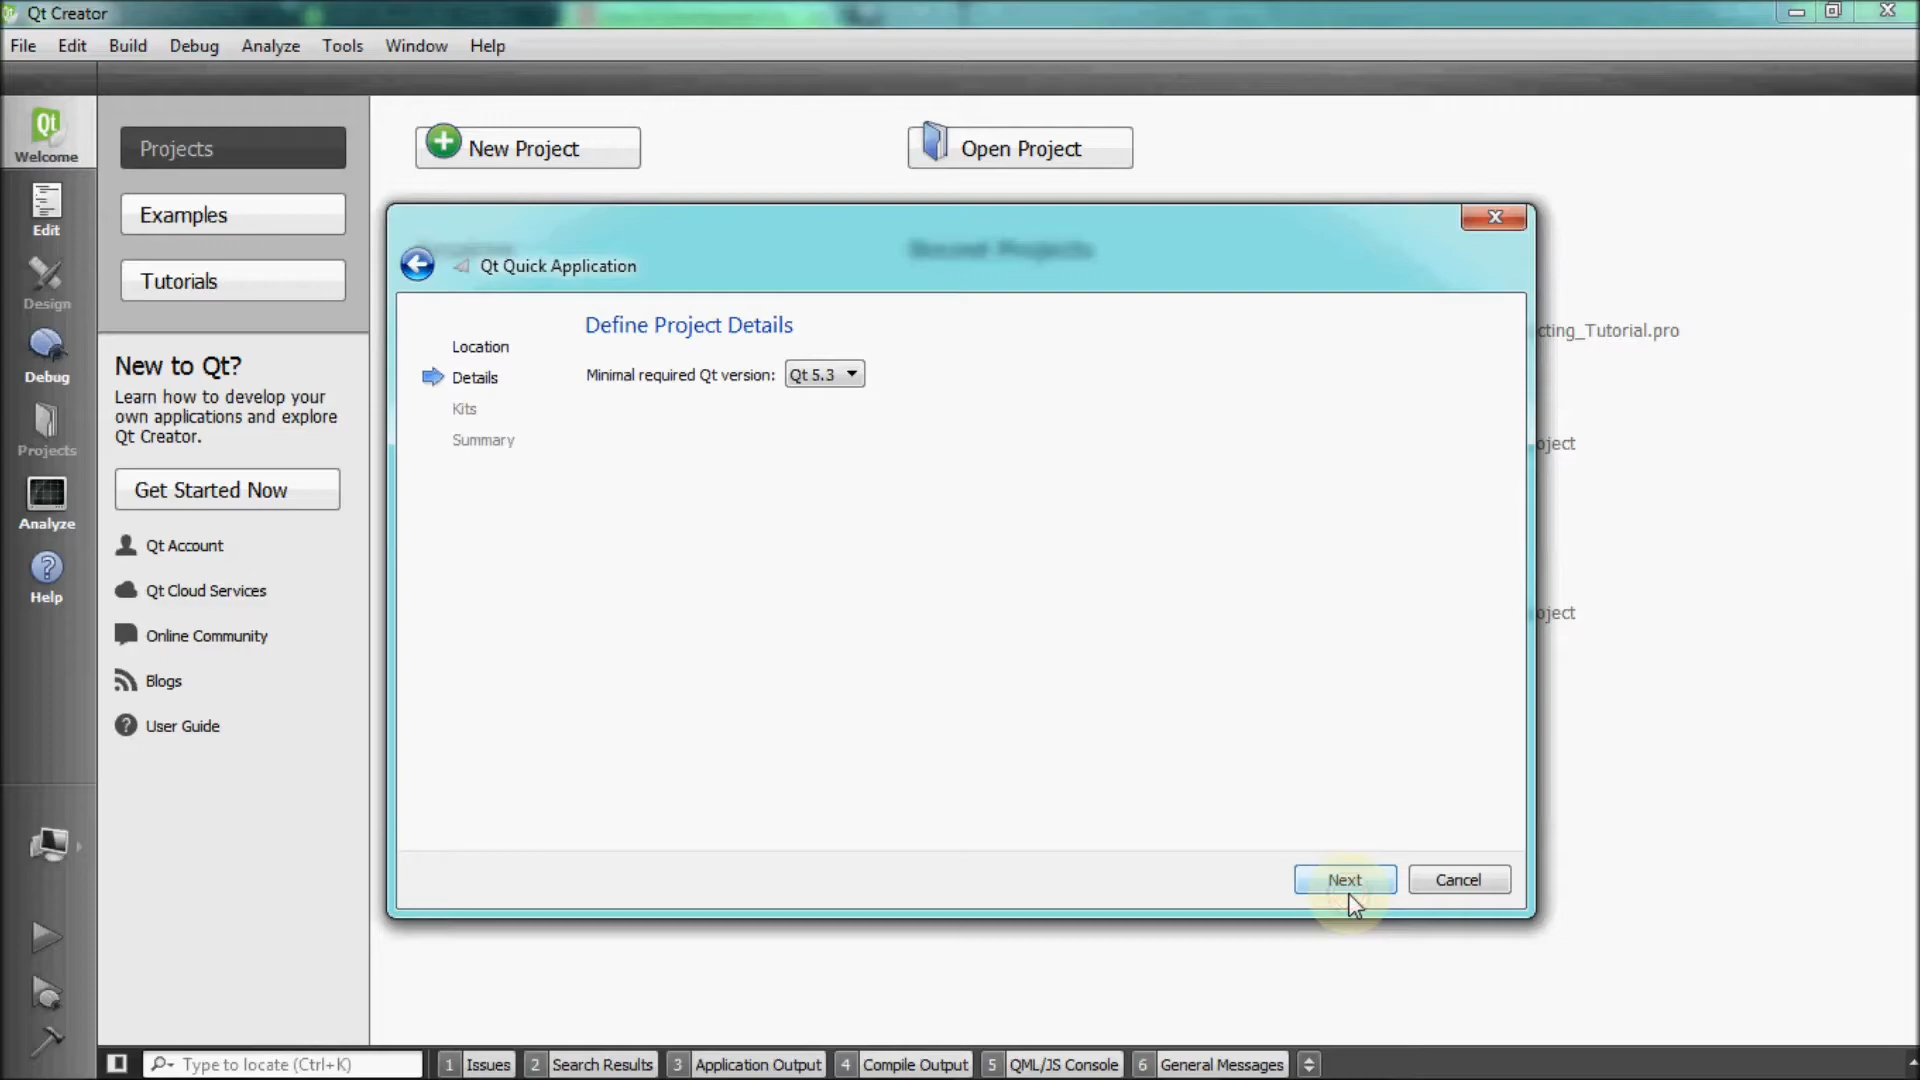 Qt Creator
File Edit Build Debug Analyze Tools Window Help
Welcome
Edit
Design
Debug
Projects
Analyze
Help
Projects
Examples
Tutorials
New to Qt?
Learn how to develop your
own applications and explore
Qt Creator.
Get Started Now
Qt Account
Qt Cloud Services
Online Community
Blogs
User Guide
New Project
Open Project
Qt Quick Application
Location
Details
Kits
Summary
Define Project Details
Minimal required Qt version: Qt 5.3
Next Cancel
cting_Tutorial.pro
oject
oject
Type to locate (Ctrl+K) 1 Issues 2 Search Results 3 Application Output 4 Compile Output 5 QML/JS Console 6 General Messages